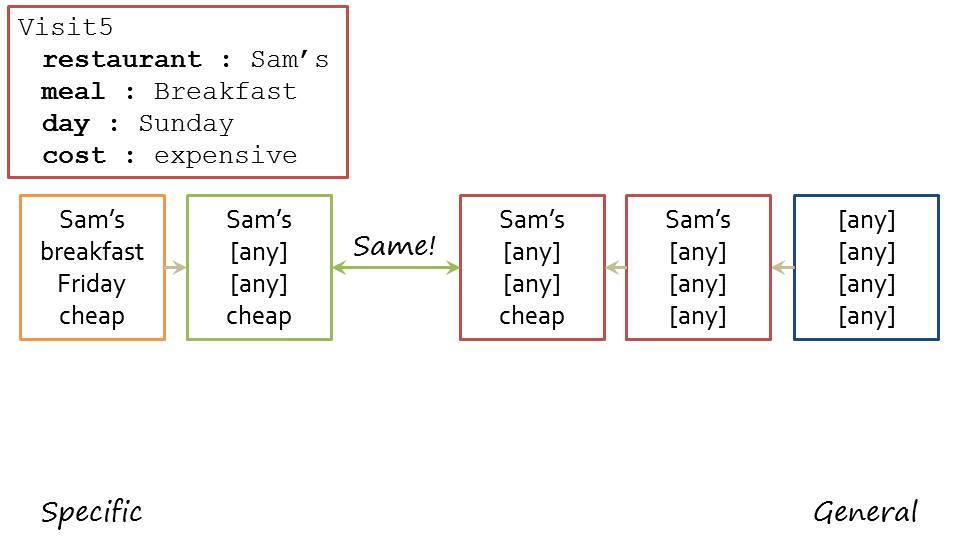 Visit5
restaurant : Sam’s
meal : Breakfast
day : Sunday
cost : expensive
Sam’s
breakfast
Friday
cheap
Sam’s
[any]
[any]
cheap
Same!
Sam’s
[any]
[any]
cheap
Sam’s
[any]
[any]
[any]
[any]
[any]
[any]
[any]
Specific
General